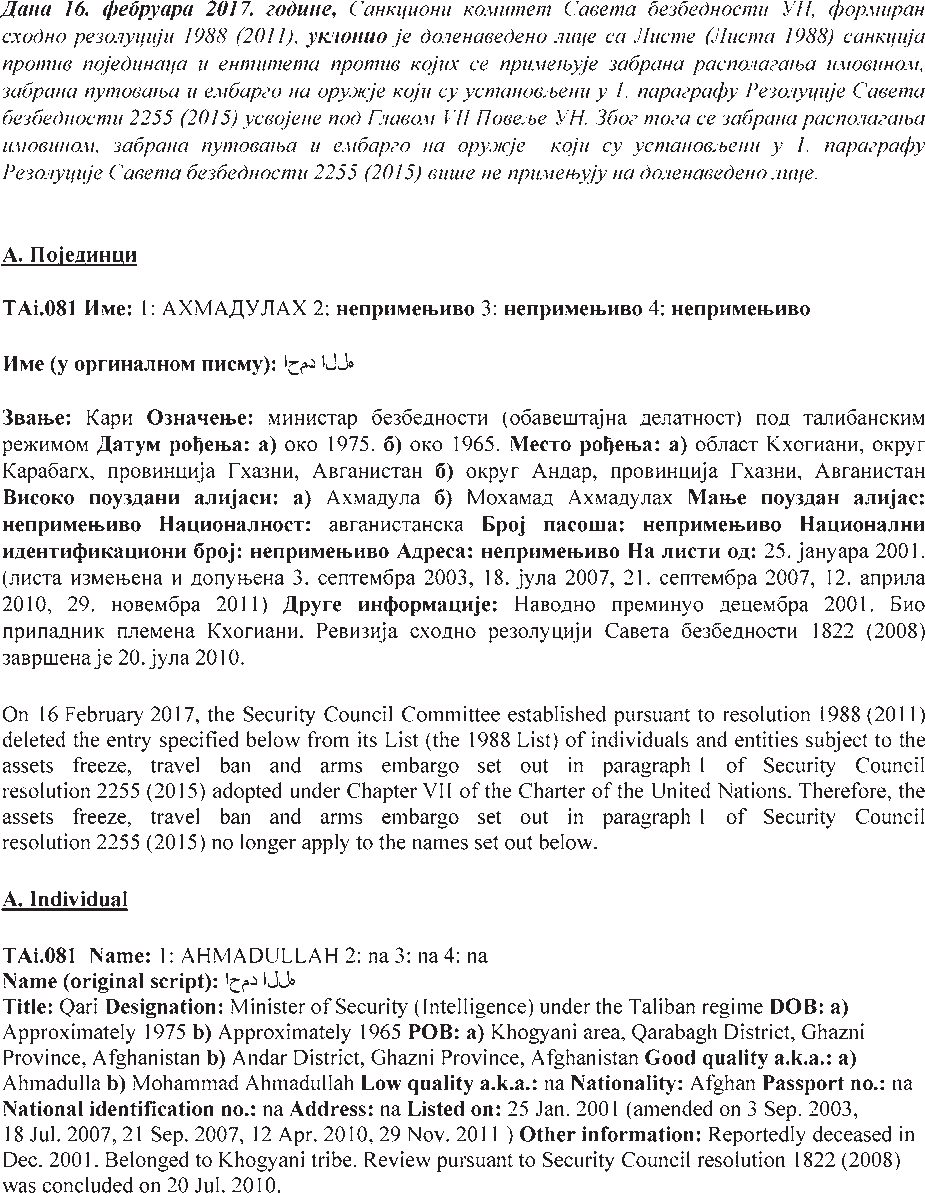 Дана 16. фебруара 2017. године, Санкциони комитет Савета безбедности УН, формиран
сходно резолуцији 1988 (2011), уклонио је доленаведено лице са Листе (Листа 1988) санкција
против појединаца и ентитета против којих се примењује забрана располагања имовином,
забрана путовања и ембарго на оружје који су установљени у 1. параграфу Резолуције Савета
безбедности 2255 (2015) усвојене под Главом VII Повеље УН. Због тога се забрана располагања
имовином, забрана путовања и ембарго на оружје који су установљени у 1. параграфу
Резолуције Савета безбедности 2255 (2015) више не примењују на доленаведено лице.
А. Појединци
TAi.081 Име: 1: АХМАДУЛАХ 2: непримењиво 3: непримењиво 4: непримењиво
Име (у оргиналном писму): احمد الله
Звање: Кари Означење: министар безбедности (обавештајна делатност) под талибанским
режимом Датум рођења: а) око 1975. б) око 1965. Место рођења: а) област Кхогиани, округ
Карабагх, провинција Гхазни, Авганистан б) округ Андар, провинција Гхазни, Авганистан
Високо поуздани алијаси: а) Ахмадула б) Мохамад Ахмадулах Мање поуздан алијас:
непримењиво Националност: авганистанска Број пасоша: непримењиво Национални
идентификациони број: непримењиво Адреса: непримењиво На листи од: 25. јануара 2001.
(листа измењена и допуњена 3. септембра 2003, 18. јула 2007, 21. септембра 2007, 12. априла
2010, 29. новембра 2011) Друге информације: Наводно преминуо децембра 2001. Био
припадник племена Кхогиани. Ревизија сходно резолуцији Савета безбедности 1822 (2008)
завршена је 20. јула 2010.
On 16 February 2017, the Security Council Committee established pursuant to resolution 1988 (2011)
deleted the entry specified below from its List (the 1988 List) of individuals and entities subject to the
assets freeze, travel ban and arms embargo set out in paragraph 1 of Security Council
resolution 2255 (2015) adopted under Chapter VII of the Charter of the United Nations. Therefore, the
assets freeze, travel ban and arms embargo set out in paragraph 1 of Security Council
resolution 2255 (2015) no longer apply to the names set out below.
A. Individual
TAi.081 Name: 1: AHMADULLAH 2: na 3: na 4: na
Name (original script): احمد الله
Title: Qari Designation: Minister of Security (Intelligence) under the Taliban regime DOB: a)
Approximately 1975 b) Approximately 1965 POB: a) Khogyani area, Qarabagh District, Ghazni
Province, Afghanistan b) Andar District, Ghazni Province, Afghanistan Good quality a.k.a.: a)
Ahmadulla b) Mohammad Ahmadullah Low quality a.k.a.: na Nationality: Afghan Passport no.: na
National identification no.: na Address: na Listed on: 25 Jan. 2001 (amended on 3 Sep. 2003,
18 Jul. 2007, 21 Sep. 2007, 12 Apr. 2010, 29 Nov. 2011 ) Other information: Reportedly deceased in
Dec. 2001. Belonged to Khogyani tribe. Review pursuant to Security Council resolution 1822 (2008)
was concluded on 20 Jul. 2010.